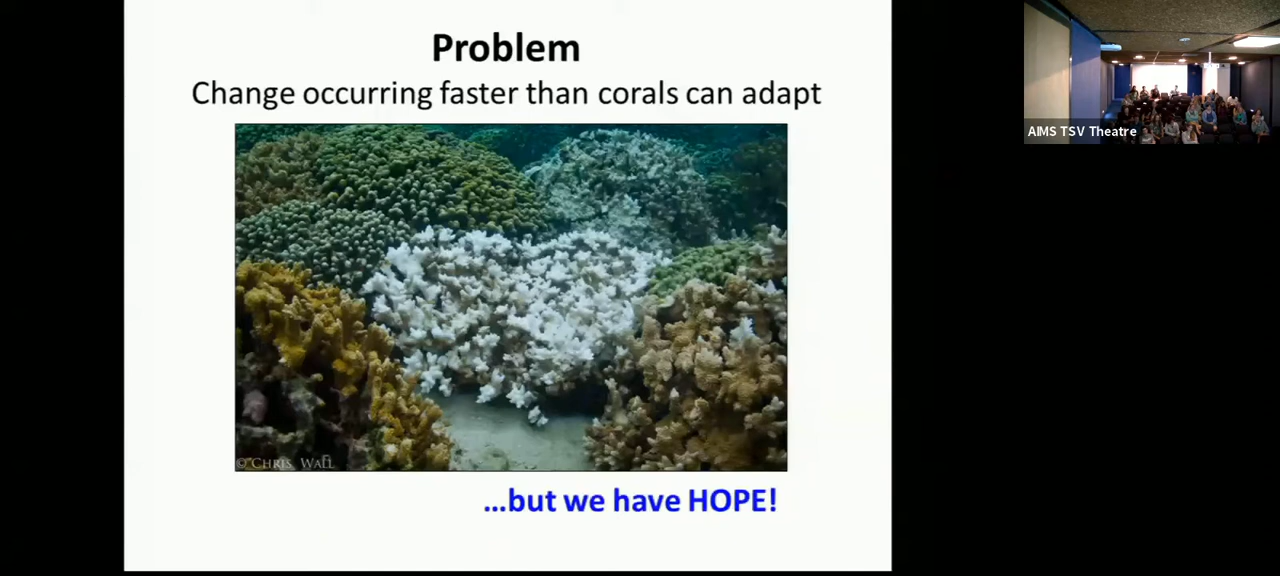 Problem
Change occurring faster than corals can adapt
© CHRIS WALL
...but we have HOPE!
AIMS TSV Theatre